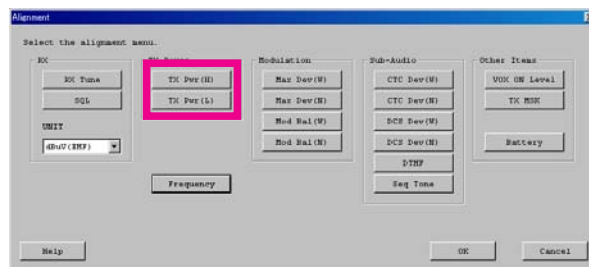 Alignment
Select the alignment menu.
RX
RX Tune
SQL
UNIT
dBuV(EMF)
TX Pwr(H)
TX Pwr(L)
Frequency
Modulation
Max Dev(W)
Max Dev(N)
Mod Bal(W)
Mod Bal(N)
Sub-Audio
CTC Dev(W)
CTC Dev(N)
DCS Dev(W)
DCS Dev(N)
DTMF
Seq Tone
Other Items
VOX ON Level
TX MSK
Battery
Help
OK
Cancel